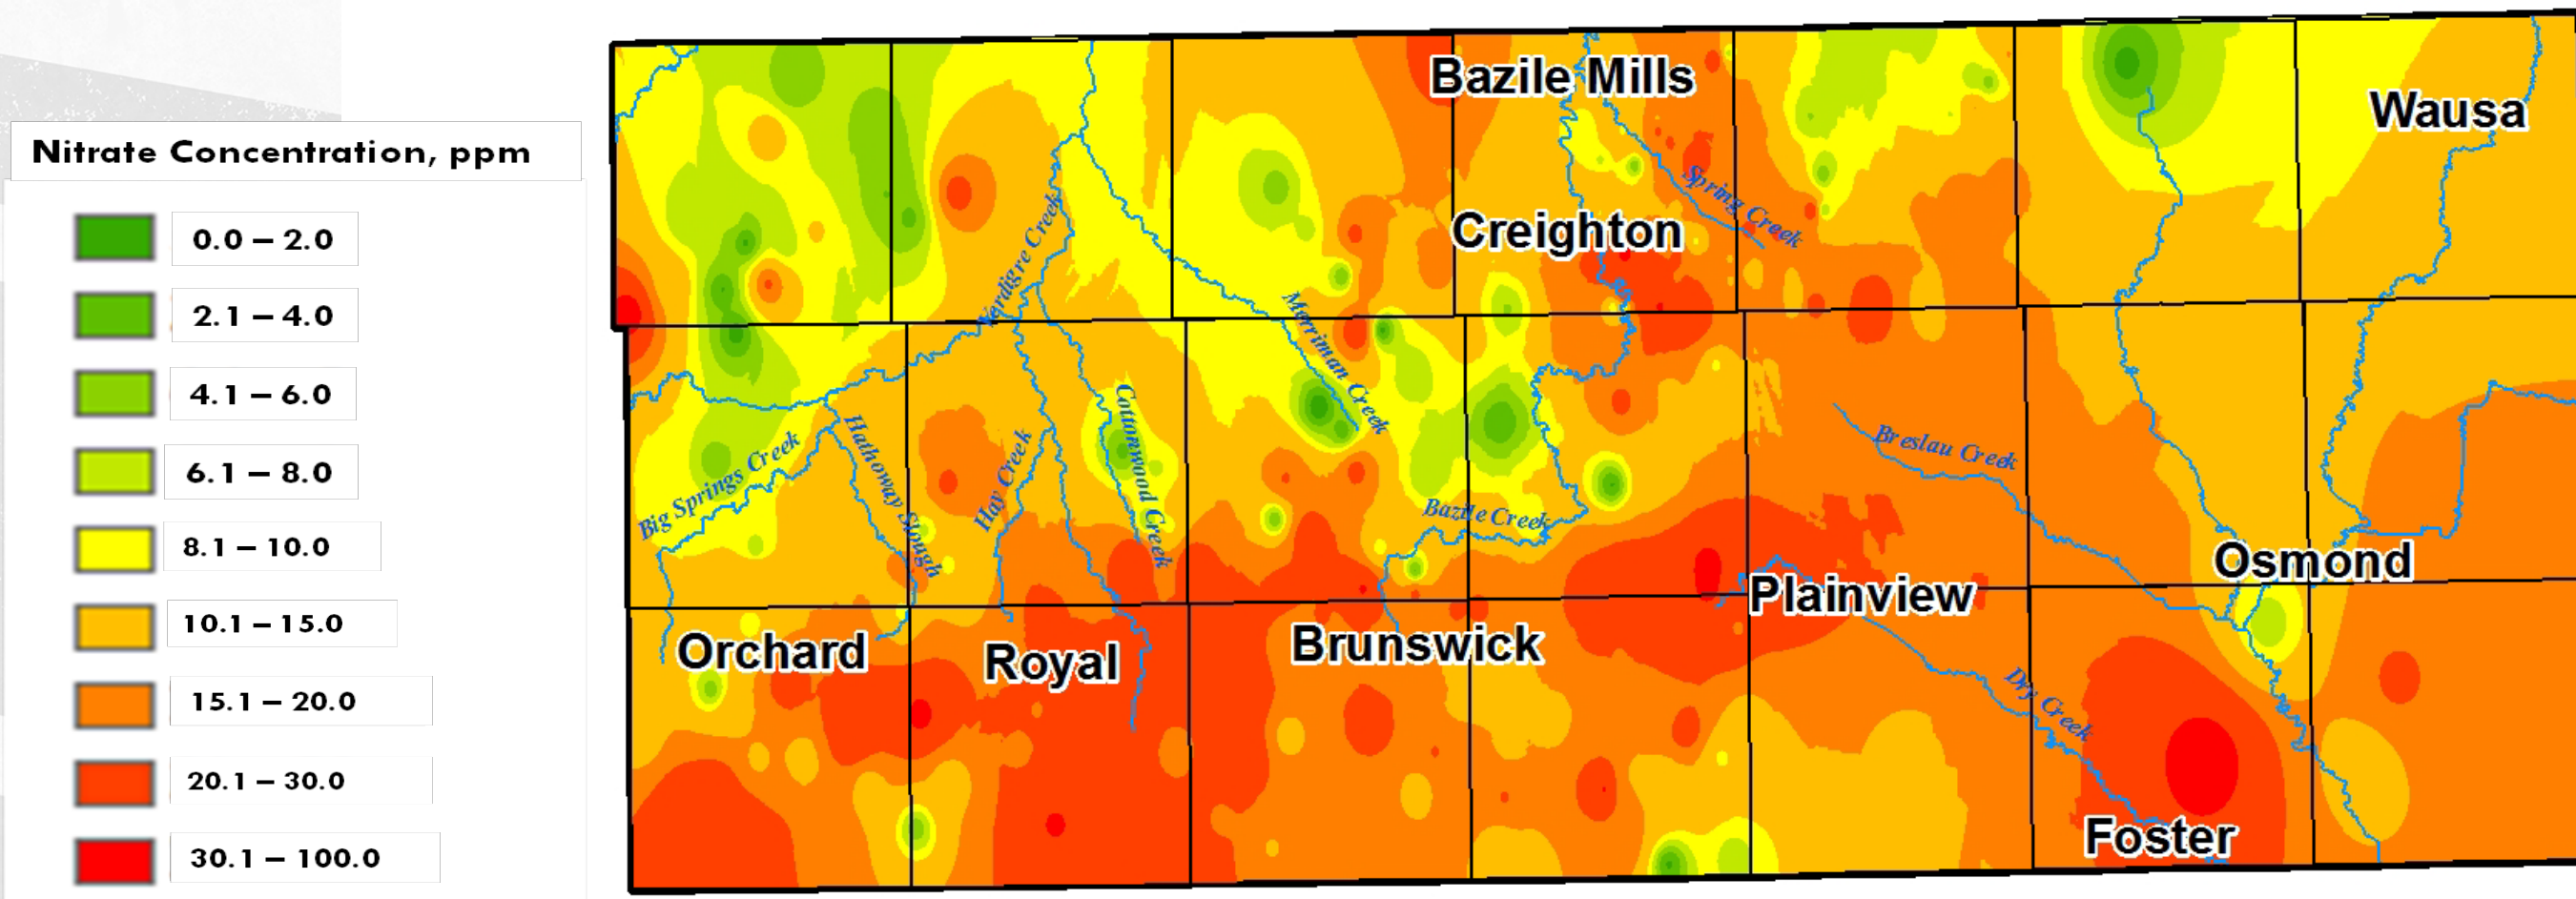 Nitrate Concentration, ppm
0.0 – 2.0
2.1 – 4.0
4.1 – 6.0
6.1 – 8.0
8.1 – 10.0
10.1 – 15.0
15.1 – 20.0
20.1 – 30.0
30.1 – 100.0
Bazile Mills
Wausa
Spring Creek
Creighton
Verdigre Creek
Merriman Creek
Cottonwood Creek
Breslau Creek
Big Springs Creek
Hathoway Slough
Hay Creek
Bazile Creek
Osmond
Plainview
Orchard
Royal
Brunswick
Dry Creek
Foster